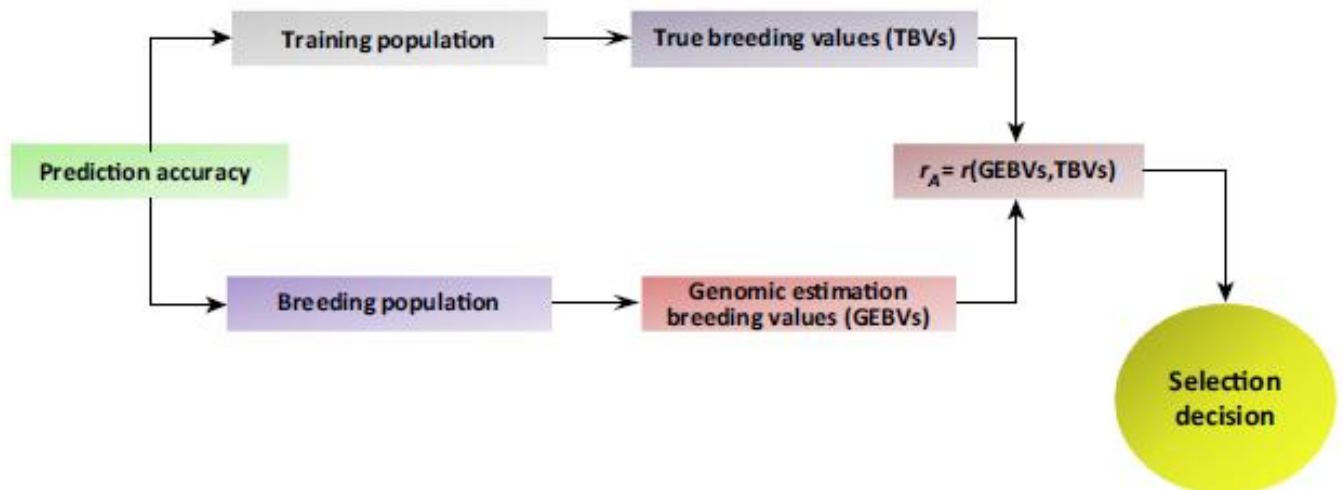 Training population
True breeding values (TBVs)
Prediction accuracy
r_A = r(GEBVs,TBVs)
Breeding population
Genomic estimation
breeding values (GEBVs)
Selection
decision